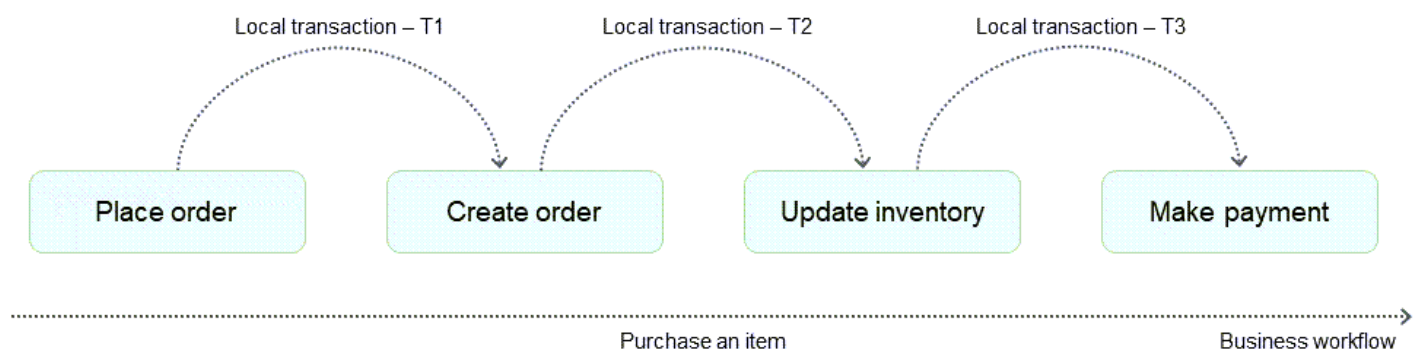 Local transaction – T1
Local transaction – T2
Local transaction – T3
Place order
Create order
Update inventory
Make payment
Purchase an item
Business workflow